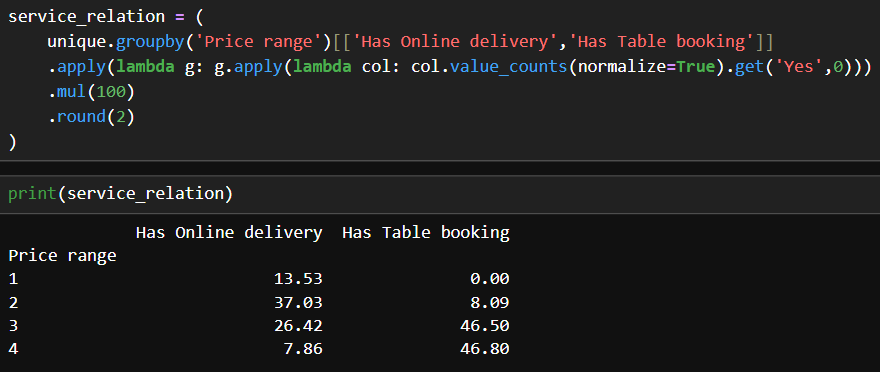 service_relation = (
    unique.groupby('Price range')[['Has Online delivery','Has Table booking']]
    .apply(lambda g: g.apply(lambda col: col.value_counts(normalize=True).get('Yes',0)))
    .mul(100)
    .round(2)
)
print(service_relation)
             Has Online delivery  Has Table booking
Price range
1                          13.53               0.00
2                          37.03               8.09
3                          26.42              46.50
4                           7.86              46.80